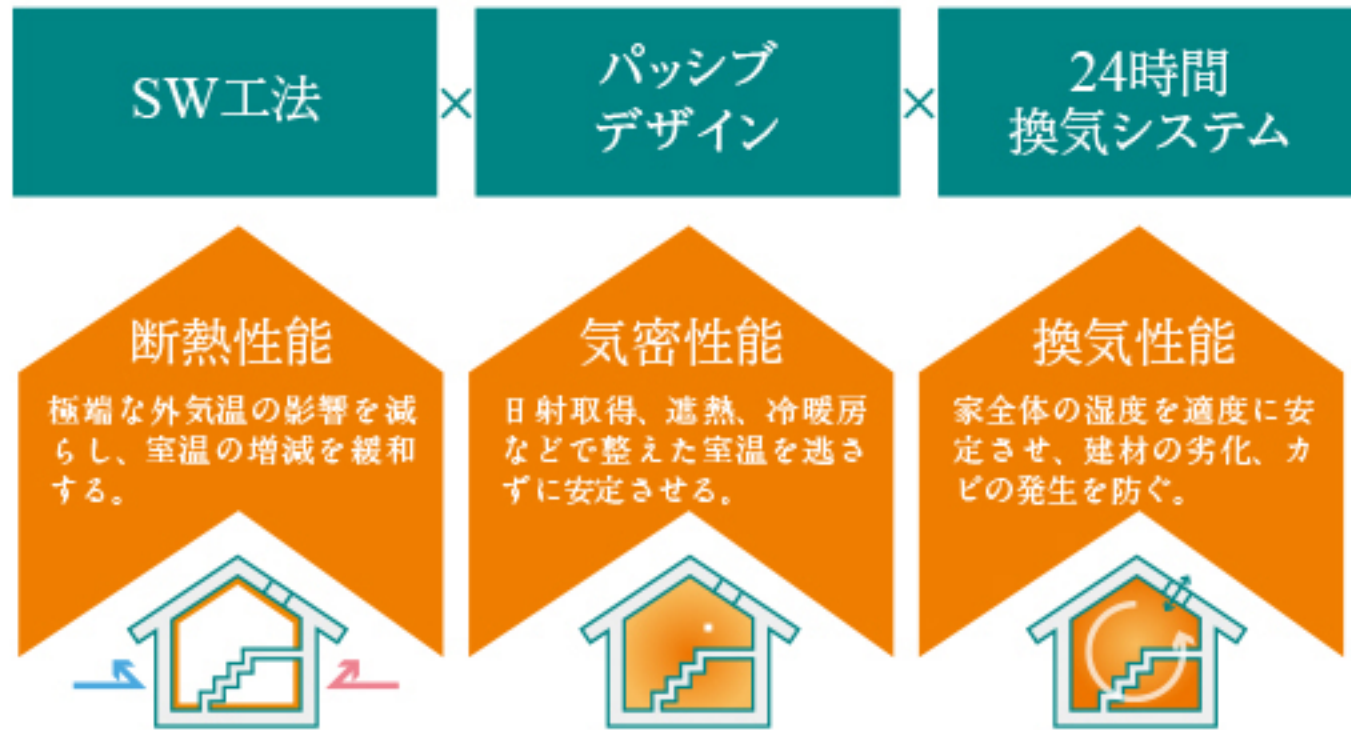 SW工法
×
パッシブ
デザイン
×
24時間
換気システム
断熱性能
極端な外気温の影響を減
らし、室温の増減を緩和
する。
気密性能
日射取得、遮熱、冷暖房
などで整えた室温を逃さ
ずに安定させる。
換気性能
家全体の湿度を適度に安
定させ、建材の劣化、カ
ビの発生を防ぐ。